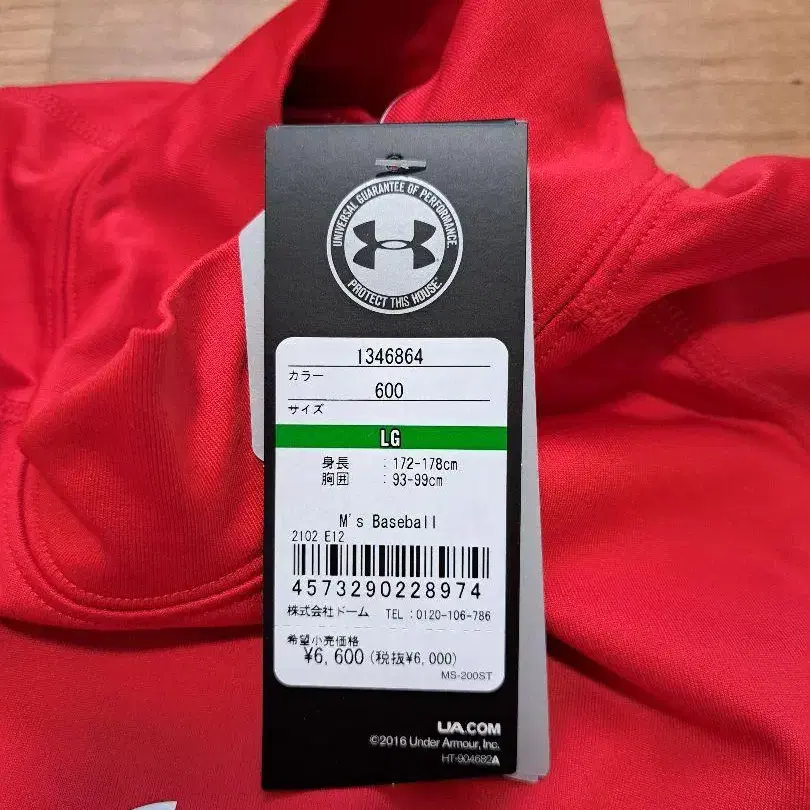 UNIVERSAL GUARANTEE OF PERFORMANCE.
PROTECT THIS HOUSE.
1346864
カラー
600
サイズ
LG
身長 : 172-178cm
胸囲 : 93-99cm
M's Baseball
2102 E12
4573290228974
株式会社ドーム TEL : 0120-106-786
希望小売価格
¥6,600 (税抜¥6,000)
MS-200ST
UA.COM
©2016 Under Armour, Inc.
HT-904682A